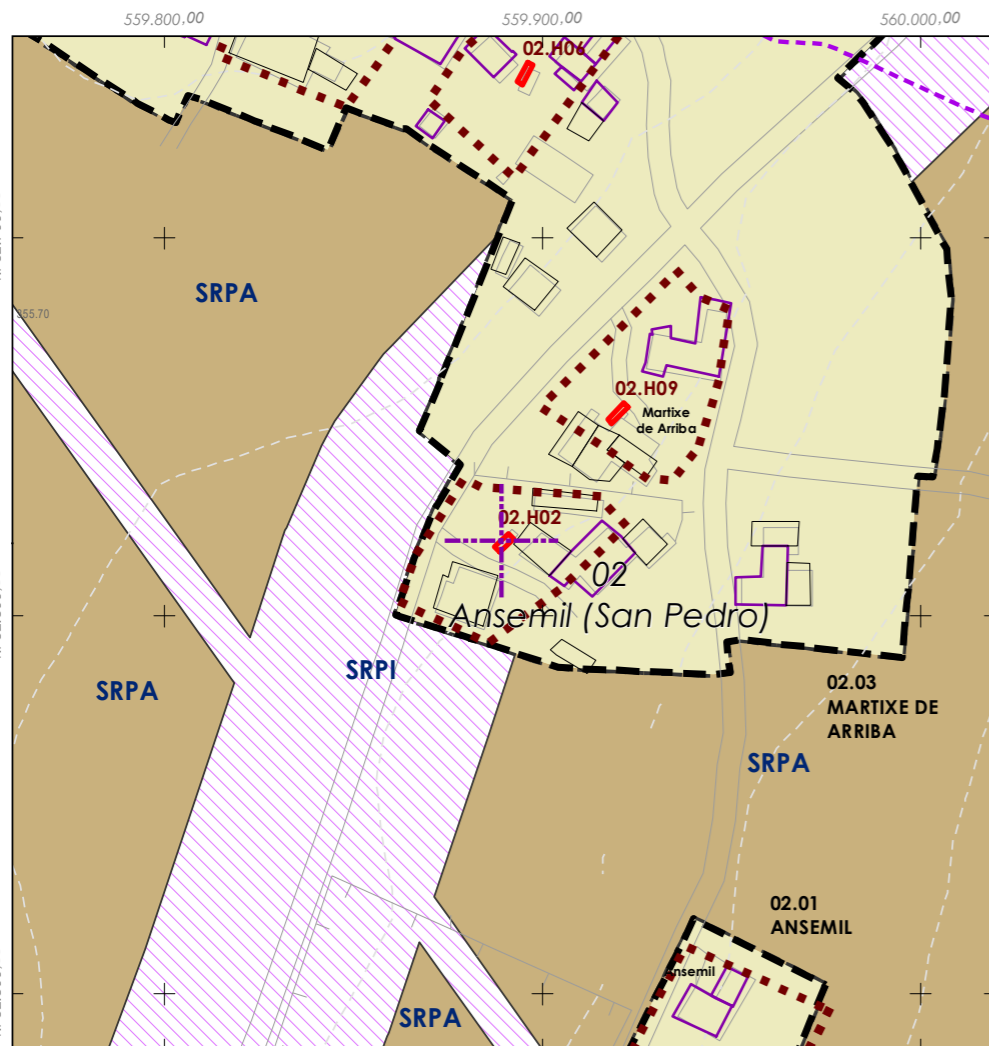 559.800,00
559.900,00
560.000,00
02.H06
SRPA
355.70
02.H09
Martixe
de Arriba
02.H02
02
Ansemil (San Pedro)
SRPI
SRPA
02.03
MARTIXE DE
ARRIBA
SRPA
02.01
ANSEMIL
Ansemil
SRPA